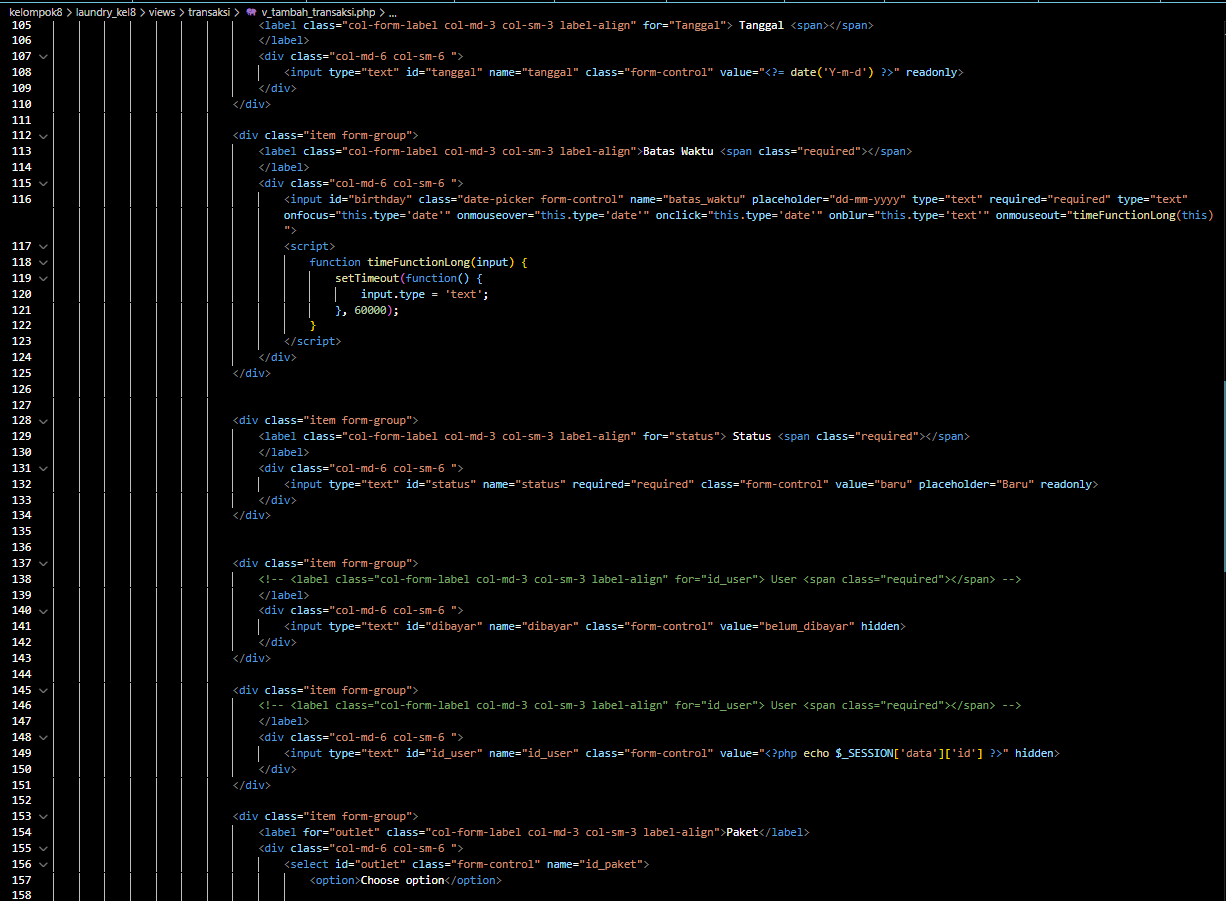 kelompok8 > laundry_kel8 > views > transaksi > v_tambah_transaksi.php > ...
105 <label class="col-form-label col-md-3 col-sm-3 label-align" for="Tanggal"> Tanggal <span></span>
106 </label>
107 <div class="col-md-6 col-sm-6 ">
108 <input type="text" id="tanggal" name="tanggal" class="form-control" value="<?= date('Y-m-d') ?>" readonly>
109 </div>
110 </div>
111
112 <div class="item form-group">
113 <label class="col-form-label col-md-3 col-sm-3 label-align">Batas Waktu <span class="required"></span>
114 </label>
115 <div class="col-md-6 col-sm-6 ">
116 <input id="birthday" class="date-picker form-control" name="batas_waktu" placeholder="dd-mm-yyyy" type="text" required="required" type="text"
onfocus="this.type='date'" onmouseover="this.type='date'" onclick="this.type='date'" onblur="this.type='text'" onmouseout="timeFunctionLong(this)
">
117 <script>
118 function timeFunctionLong(input) {
119 setTimeout(function() {
120 input.type = 'text';
121 }, 60000);
122 }
123 </script>
124 </div>
125 </div>
126
127
128 <div class="item form-group">
129 <label class="col-form-label col-md-3 col-sm-3 label-align" for="status"> Status <span class="required"></span>
130 </label>
131 <div class="col-md-6 col-sm-6 ">
132 <input type="text" id="status" name="status" required="required" class="form-control" value="baru" placeholder="Baru" readonly>
133 </div>
134 </div>
135
136
137 <div class="item form-group">
138 <!-- <label class="col-form-label col-md-3 col-sm-3 label-align" for="id_user"> User <span class="required"></span> -->
139 </label>
140 <div class="col-md-6 col-sm-6 ">
141 <input type="text" id="dibayar" name="dibayar" class="form-control" value="belum_dibayar" hidden>
142 </div>
143 </div>
144
145 <div class="item form-group">
146 <!-- <label class="col-form-label col-md-3 col-sm-3 label-align" for="id_user"> User <span class="required"></span> -->
147 </label>
148 <div class="col-md-6 col-sm-6 ">
149 <input type="text" id="id_user" name="id_user" class="form-control" value="<?php echo $_SESSION['data']['id'] ?>" hidden>
150 </div>
151 </div>
152
153 <div class="item form-group">
154 <label for="outlet" class="col-form-label col-md-3 col-sm-3 label-align">Paket</label>
155 <div class="col-md-6 col-sm-6 ">
156 <select id="outlet" class="form-control" name="id_paket">
157 <option>Choose option</option>
158